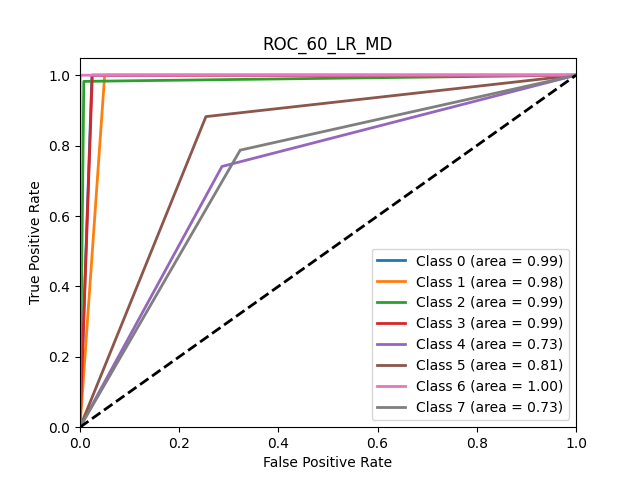 ROC_60_LR_MD
True Positive Rate
1.0
0.8
0.6
0.4
0.2
0.0
Class 0 (area = 0.99)
Class 1 (area = 0.98)
Class 2 (area = 0.99)
Class 3 (area = 0.99)
Class 4 (area = 0.73)
Class 5 (area = 0.81)
Class 6 (area = 1.00)
Class 7 (area = 0.73)
0.0 0.2 0.4 0.6 0.8 1.0
False Positive Rate